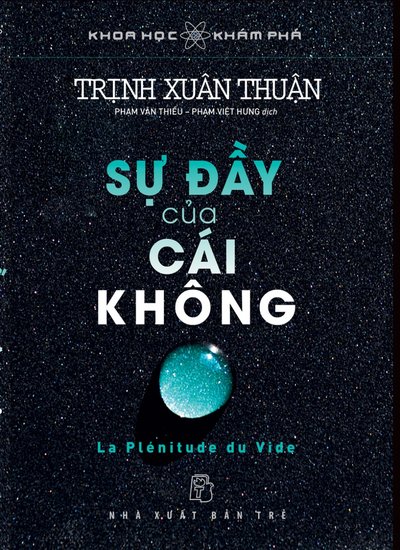 KHOA HỌC KHÁM PHÁ
TRỊNH XUÂN THUẬN
PHẠM VĂN THIỀU – PHẠM VIỆT HƯNG dịch
SỰ ĐẦY
của
CÁI
KHÔNG
La Plénitude du Vide
NHÀ XUẤT BẢN TRẺ